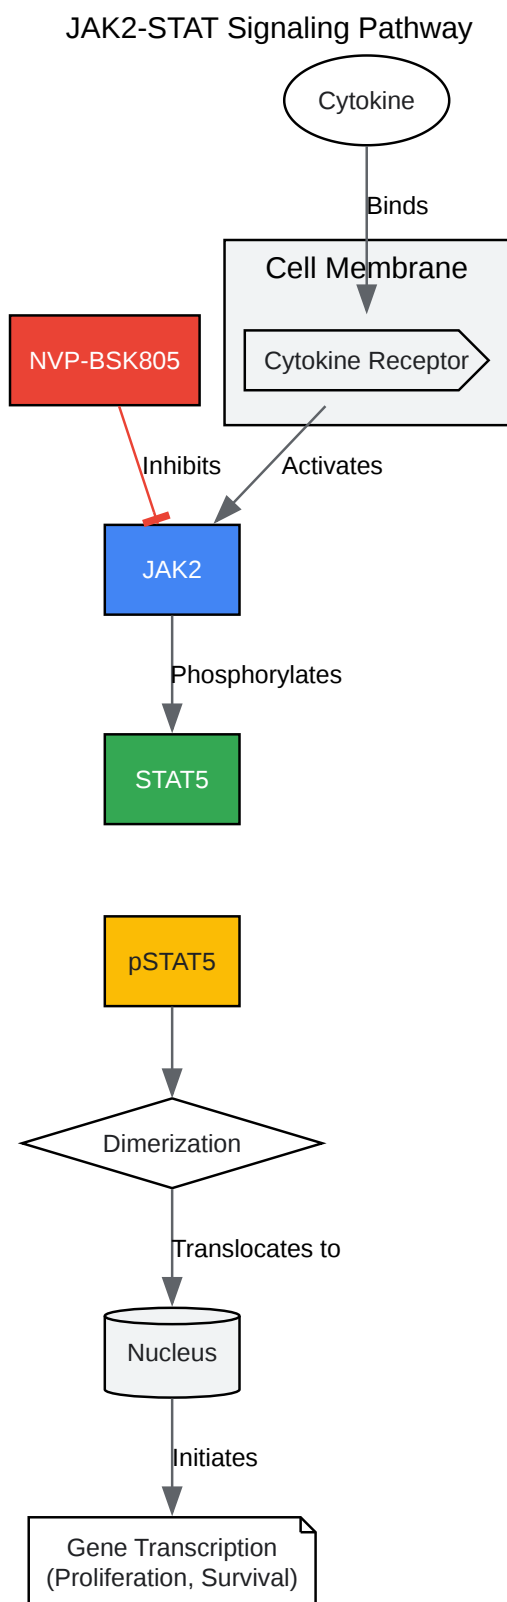 JAK2-STAT Signaling Pathway
Cytokine
Binds
Cell Membrane
NVP-BSK805
Cytokine Receptor
Inhibits
Activates
JAK2
Phosphorylates
STAT5
pSTAT5
Dimerization
Translocates to
Nucleus
Initiates
Gene Transcription
(Proliferation, Survival)